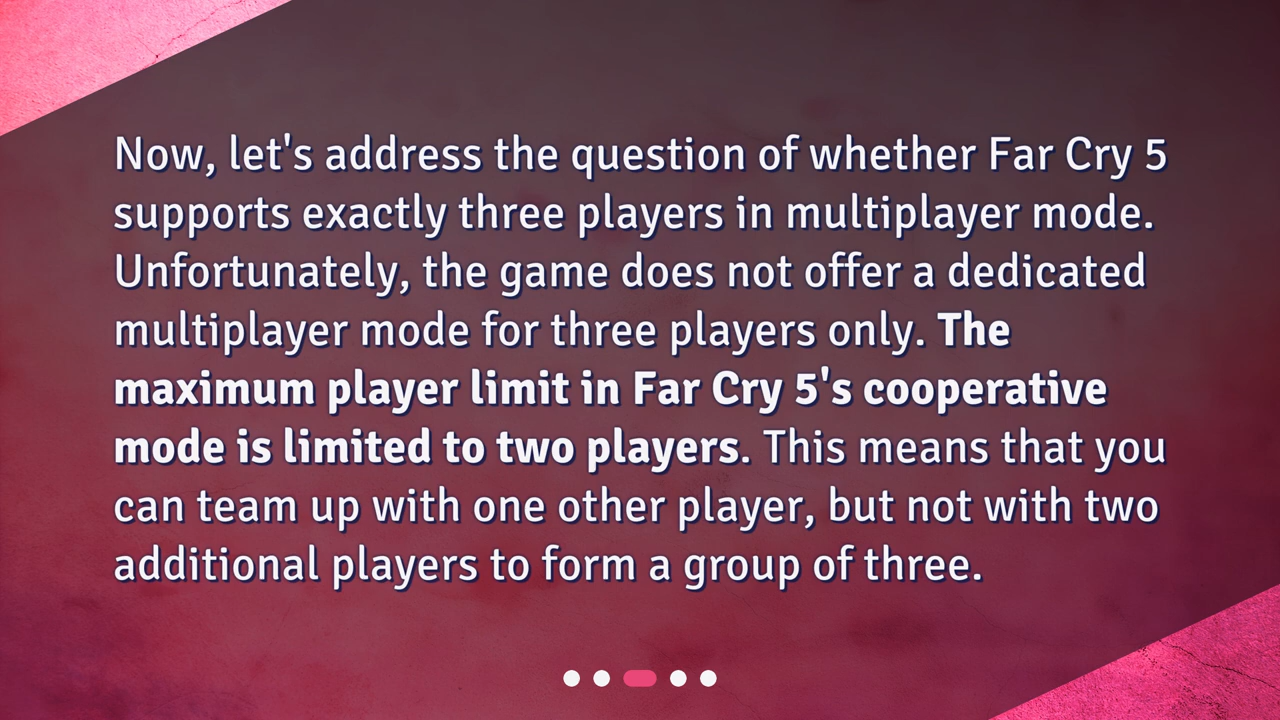 Now, let's address the question of whether Far Cry 5
supports exactly three players in multiplayer mode.
Unfortunately, the game does not offer a dedicated
multiplayer mode for three players only. The
maximum player limit in Far Cry 5's cooperative
mode is limited to two players. This means that you
can team up with one other player, but not with two
additional players to form a group of three.